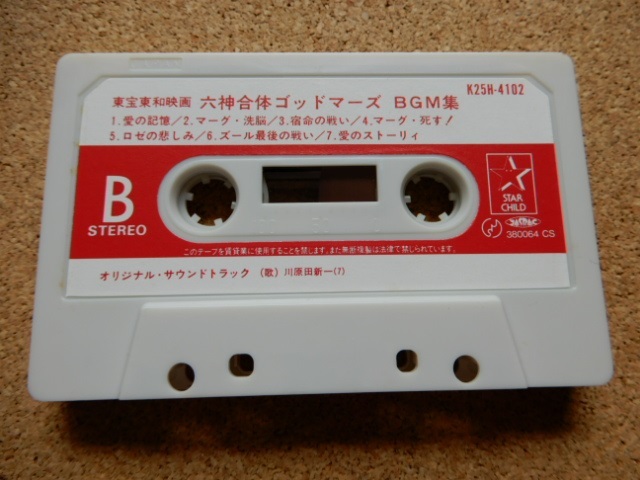 K25H-4102
東宝東和映画 六神合体ゴッドマーズ BGM集
1.愛の記憶/2.マーグ・洗脳/3.宿命の戦い/4.マーグ・死す!
5.ロゼの悲しみ/6.ズール最後の戦い/7.愛のストーリィ
B
STEREO
STAR
CHILD
380064 CS
このテープを賃貸業に使用することを禁じます。また無断複製は法律で禁じられています。
オリジナル・サウンドトラック (歌)川原田新一(7)